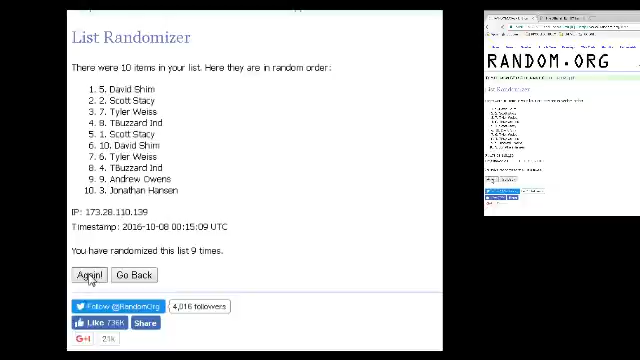 List Randomizer
There were 10 items in your list. Here they are in random order:
1. 5. David Shim
2. 2. Scott Stacy
3. 7. Tyler Weiss
4. 8. TBuzzard Ind
5. 1. Scott Stacy
6. 10. David Shim
7. 6. Tyler Weiss
8. 4. TBuzzard Ind
9. 9. Andrew Owens
10. 3. Jonathan Hansen
IP: 173.28.110.139
Timestamp: 2016-10-08 00:15:09 UTC
You have randomized this list 9 times.
Again! Go Back
Follow @RandomOrg 4,016 followers
Like 736K Share
G+1 21k
RANDOM.ORG
List Randomizer